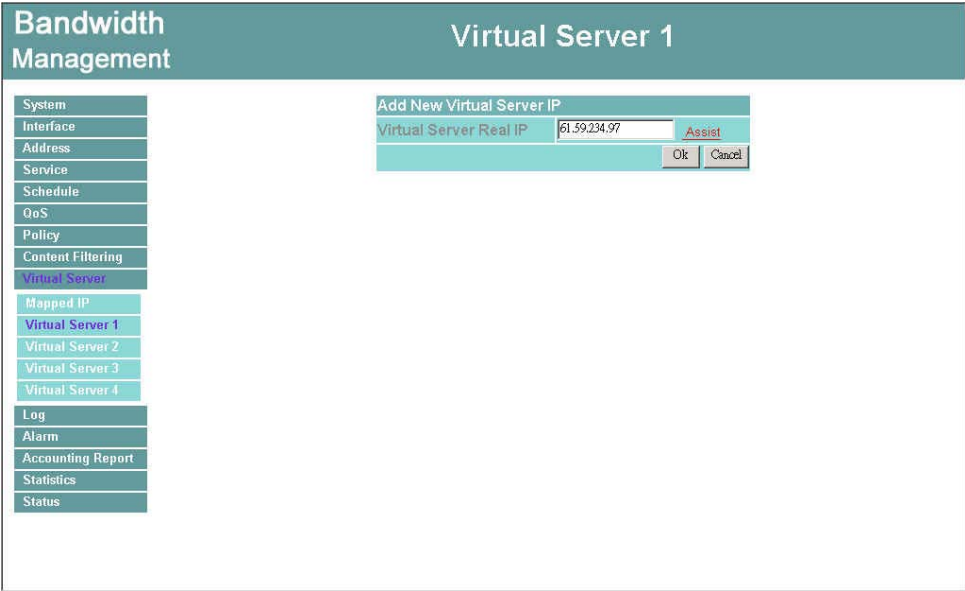 Bandwidth
Management
Virtual Server 1
System
Interface
Address
Service
Schedule
QoS
Policy
Content Filtering
Virtual Server
Mapped IP
Virtual Server 1
Virtual Server 2
Virtual Server 3
Virtual Server 4
Log
Alarm
Accounting Report
Statistics
Status
Add New Virtual Server IP
Virtual Server Real IP 61.59.234.97 Assist
Ok Cancel